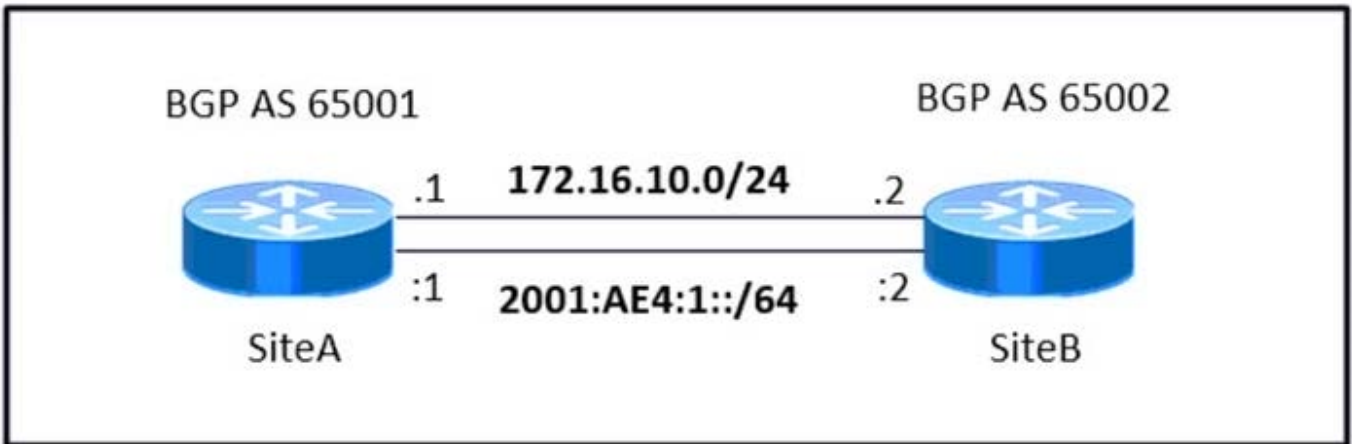 BGP AS 65001
BGP AS 65002
.1
172.16.10.0/24
.2
:1
2001:AE4:1::/64
:2
SiteA
SiteB